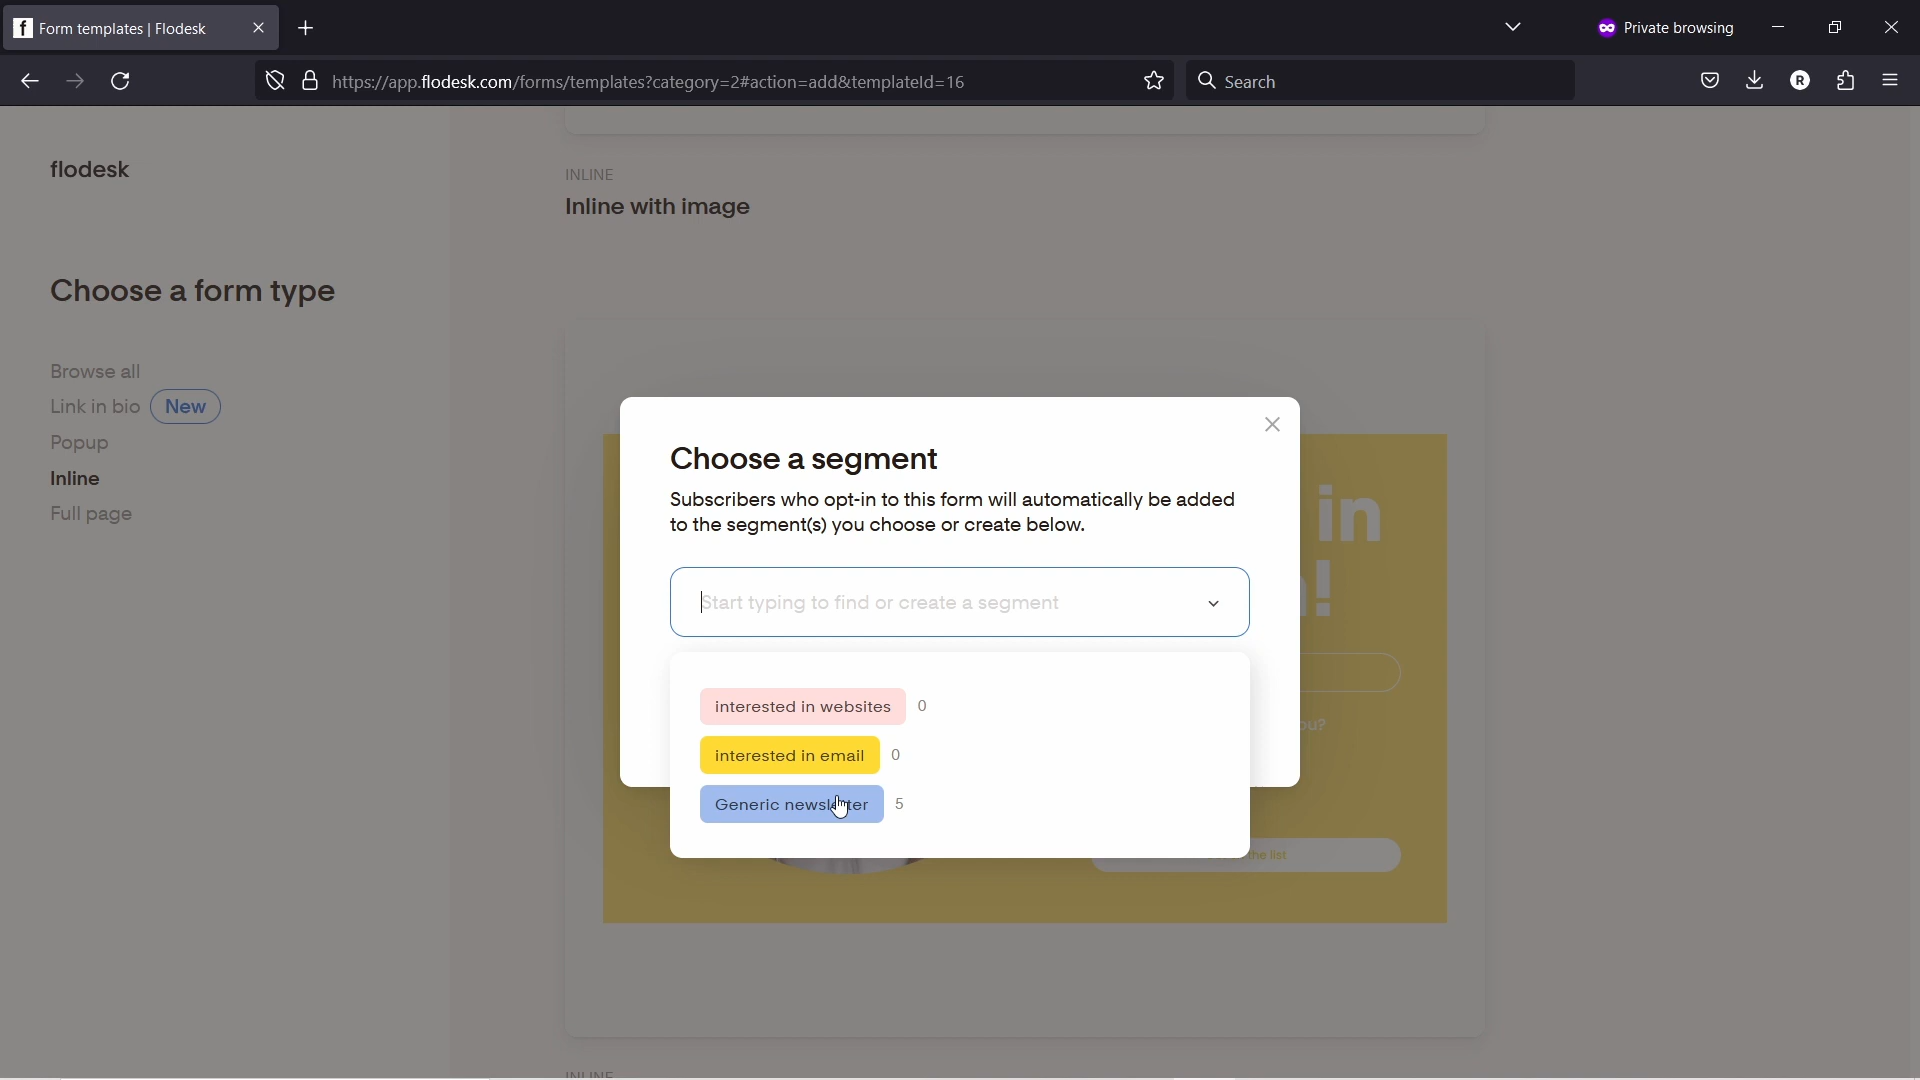 Form templates | Flodesk
Private browsing
https://app.flodesk.com/forms/templates?category=2#action=add&templateId=16
Search
flodesk
INLINE
Inline with image
Choose a form type
Browse all
Link in bio New
Popup
Inline
Full page
Choose a segment
Subscribers who opt-in to this form will automatically be added
to the segment(s) you choose or create below.
Start typing to find or create a segment
interested in websites 0
interested in email 0
Generic newsletter 5
in
!
ou?
the list
INLINE